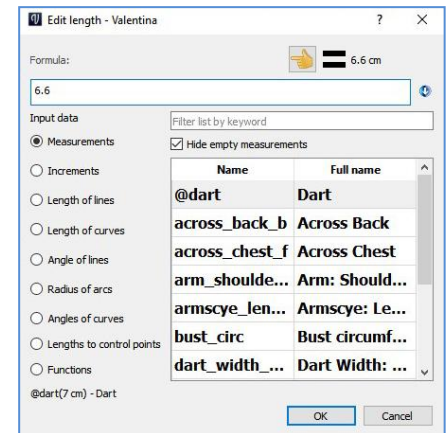 Edit length - Valentina
Formula:
6.6 cm
6.6
Input data
Filter list by keyword
Measurements
Hide empty measurements
Increments
Length of lines
Length of curves
Angle of lines
Radius of arcs
Angles of curves
Lengths to control points
Functions
Name Full name
@dart Dart
across_back_b Across Back
across_chest_f Across Chest
arm_shoulde... Arm: Should...
armscye_len... Armscye: Le...
bust_circ Bust circumf...
dart_width_... Dart Width: ...
@dart(7 cm) - Dart
OK Cancel